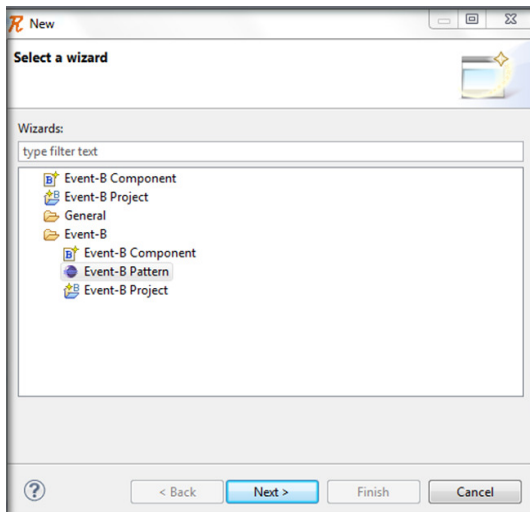 New
Select a wizard
Wizards:
type filter text
Event-B Component
Event-B Project
General
Event-B
Event-B Component
Event-B Pattern
Event-B Project
< Back Next > Finish Cancel